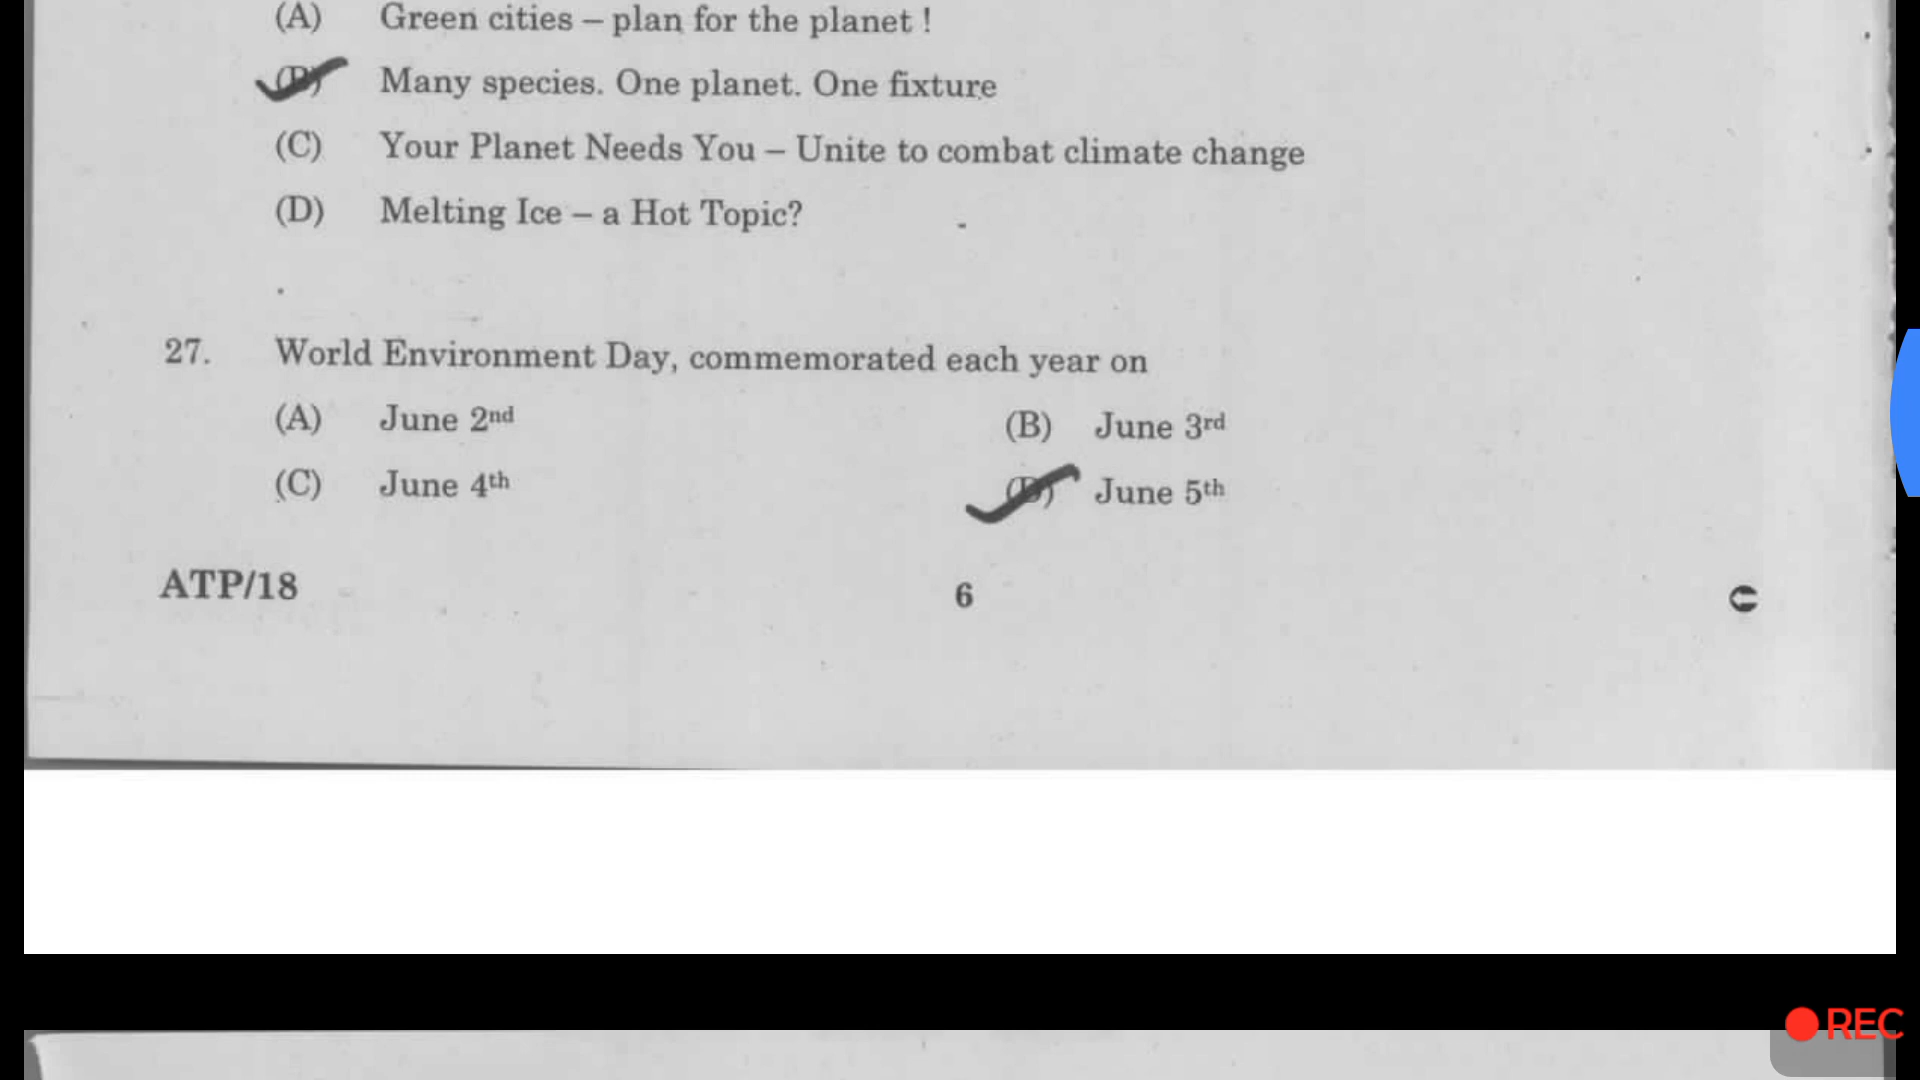 (A) Green cities – plan for the planet !
(B) Many species. One planet. One fixture
(C) Your Planet Needs You – Unite to combat climate change
(D) Melting Ice – a Hot Topic?
27. World Environment Day, commemorated each year on
(A) June 2nd (B) June 3rd
(C) June 4th (D) June 5th
ATP/18 6
REC